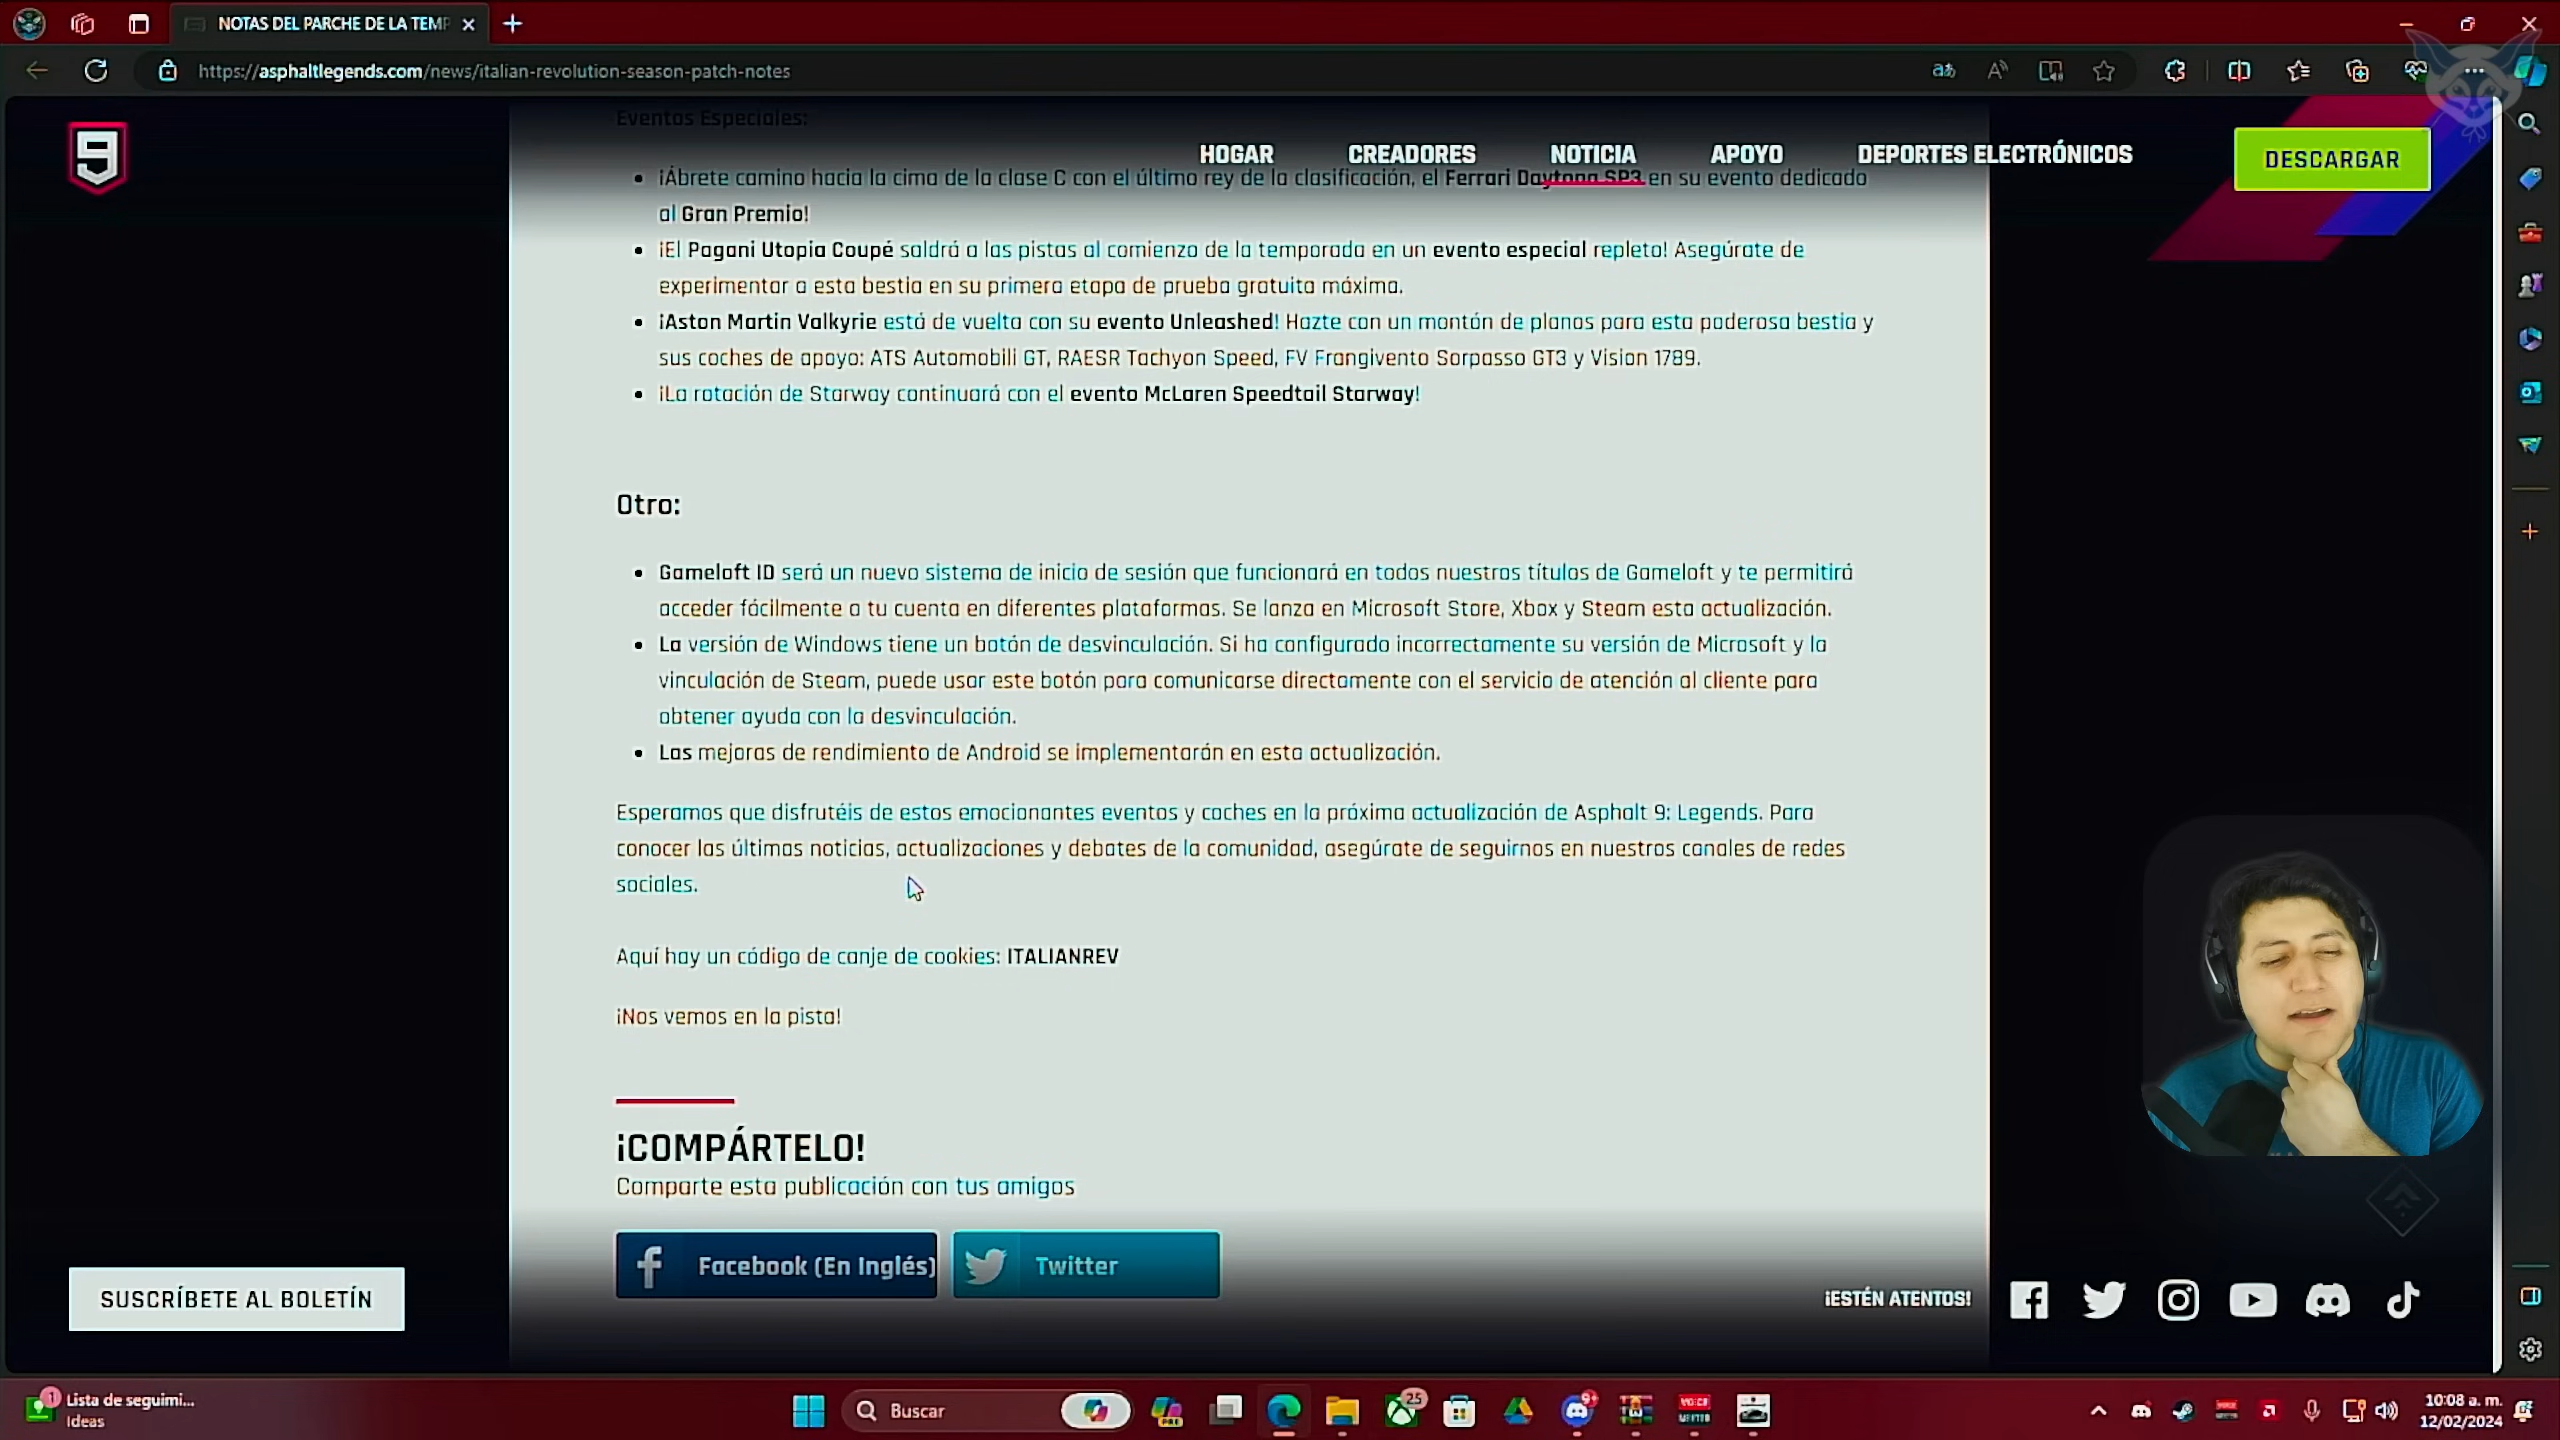 NOTAS DEL PARCHE DE LA TEMP
https://asphaltlegends.com/news/italian-revolution-season-patch-notes
Eventos Especiales:
HOGAR
CREADORES
NOTICIA
APOYO
DEPORTES ELECTRÓNICOS
DESCARGAR
9
¡Ábrete camino hacia la cima de la clase C con el último rey de la clasificación, el Ferrari Daytona SP3 en su evento dedicado
al Gran Premio!
¡El Pagani Utopia Coupé saldrá a las pistas al comienzo de la temporada en un evento especial repleto! Asegúrate de
experimentar a esta bestia en su primera etapa de prueba gratuita máxima.
¡Aston Martin Valkyrie está de vuelta con su evento Unleashed! Hazte con un montón de planos para esta poderosa bestia y
sus coches de apoyo: ATS Automobili GT, RAESR Tachyon Speed, FV Frangivento Sorpasso GT3 y Vision 1789.
¡La rotación de Starway continuará con el evento McLaren Speedtail Starway!
Otro:
Gameloft ID será un nuevo sistema de inicio de sesión que funcionará en todos nuestros títulos de Gameloft y te permitirá
acceder fácilmente a tu cuenta en diferentes plataformas. Se lanza en Microsoft Store, Xbox y Steam esta actualización.
La versión de Windows tiene un botón de desvinculación. Si ha configurado incorrectamente su versión de Microsoft y la
vinculación de Steam, puede usar este botón para comunicarse directamente con el servicio de atención al cliente para
obtener ayuda con la desvinculación.
Las mejoras de rendimiento de Android se implementarán en esta actualización.
Esperamos que disfrutéis de estos emocionantes eventos y coches en la próxima actualización de Asphalt 9: Legends. Para
conocer las últimas noticias, actualizaciones y debates de la comunidad, asegúrate de seguirnos en nuestros canales de redes
sociales.
Aquí hay un código de canje de cookies: ITALIANREV
¡Nos vemos en la pista!
¡COMPÁRTELO!
Comparte esta publicación con tus amigos
Facebook (En Inglés)
Twitter
SUSCRÍBETE AL BOLETÍN
¡ESTÉN ATENTOS!
1
Lista de seguimi...
Ideas
Buscar
PRE
25
9+
10:08 a. m.
12/02/2024